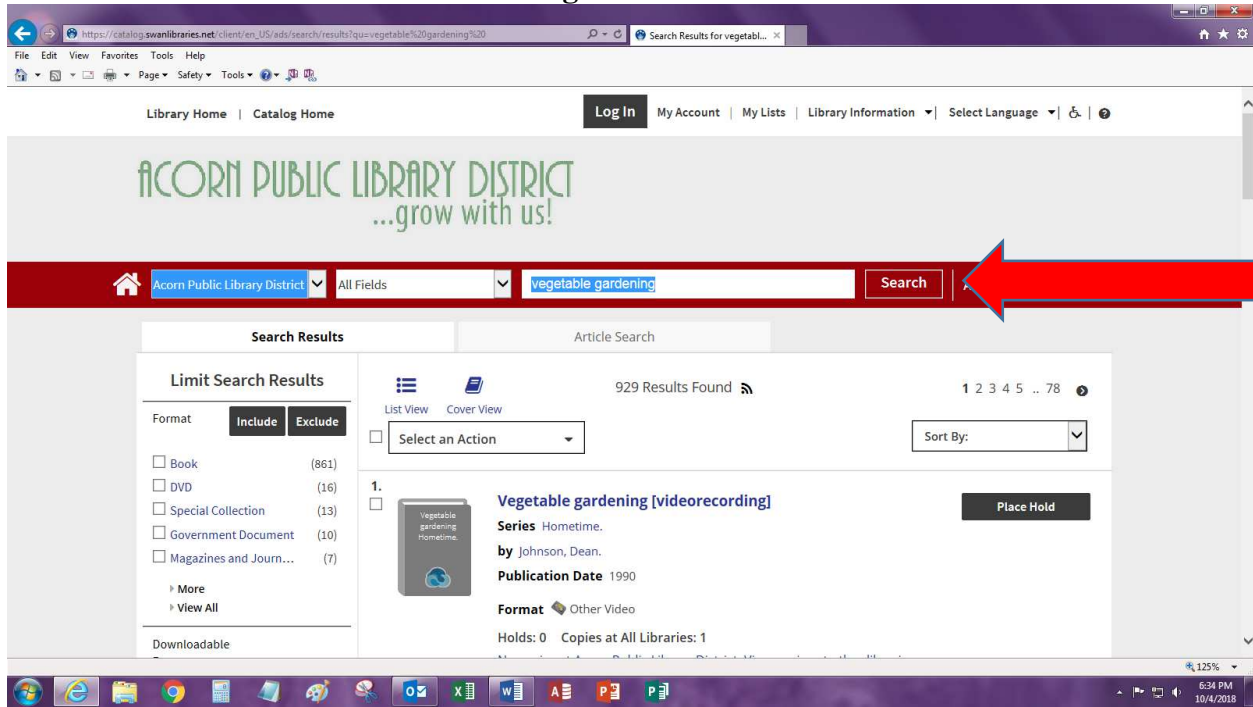 https://catalog.swanlibraries.net/client/en_US/ads/search/results?qu=vegetable%20gardening%20
Search Results for vegetabl...
File Edit View Favorites Tools Help
Page Safety Tools
Library Home | Catalog Home
Log In My Account | My Lists | Library Information | Select Language |
ACORN PUBLIC LIBRARY DISTRICT
...grow with us!
Acorn Public Library District All Fields vegetable gardening Search
Search Results Article Search
Limit Search Results
929 Results Found
1 2 3 4 5 .. 78
List View Cover View
Format Include Exclude
Select an Action
Sort By:
Book (861)
DVD (16)
Special Collection (13)
Government Document (10)
Magazines and Journ... (7)
More
View All
Downloadable
1.
Vegetable gardening Hometime.
Vegetable gardening [videorecording]
Place Hold
Series Hometime.
by Johnson, Dean.
Publication Date 1990
Format Other Video
Holds: 0 Copies at All Libraries: 1
125%
6:34 PM
10/4/2018